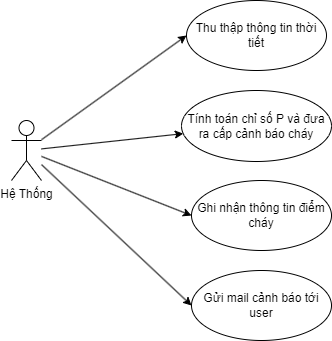 Thu thập thông tin thời
tiết
Tính toán chỉ số P và đưa
ra cấp cảnh báo cháy
Hệ Thống
Ghi nhận thông tin điểm
cháy
Gửi mail cảnh báo tới
user